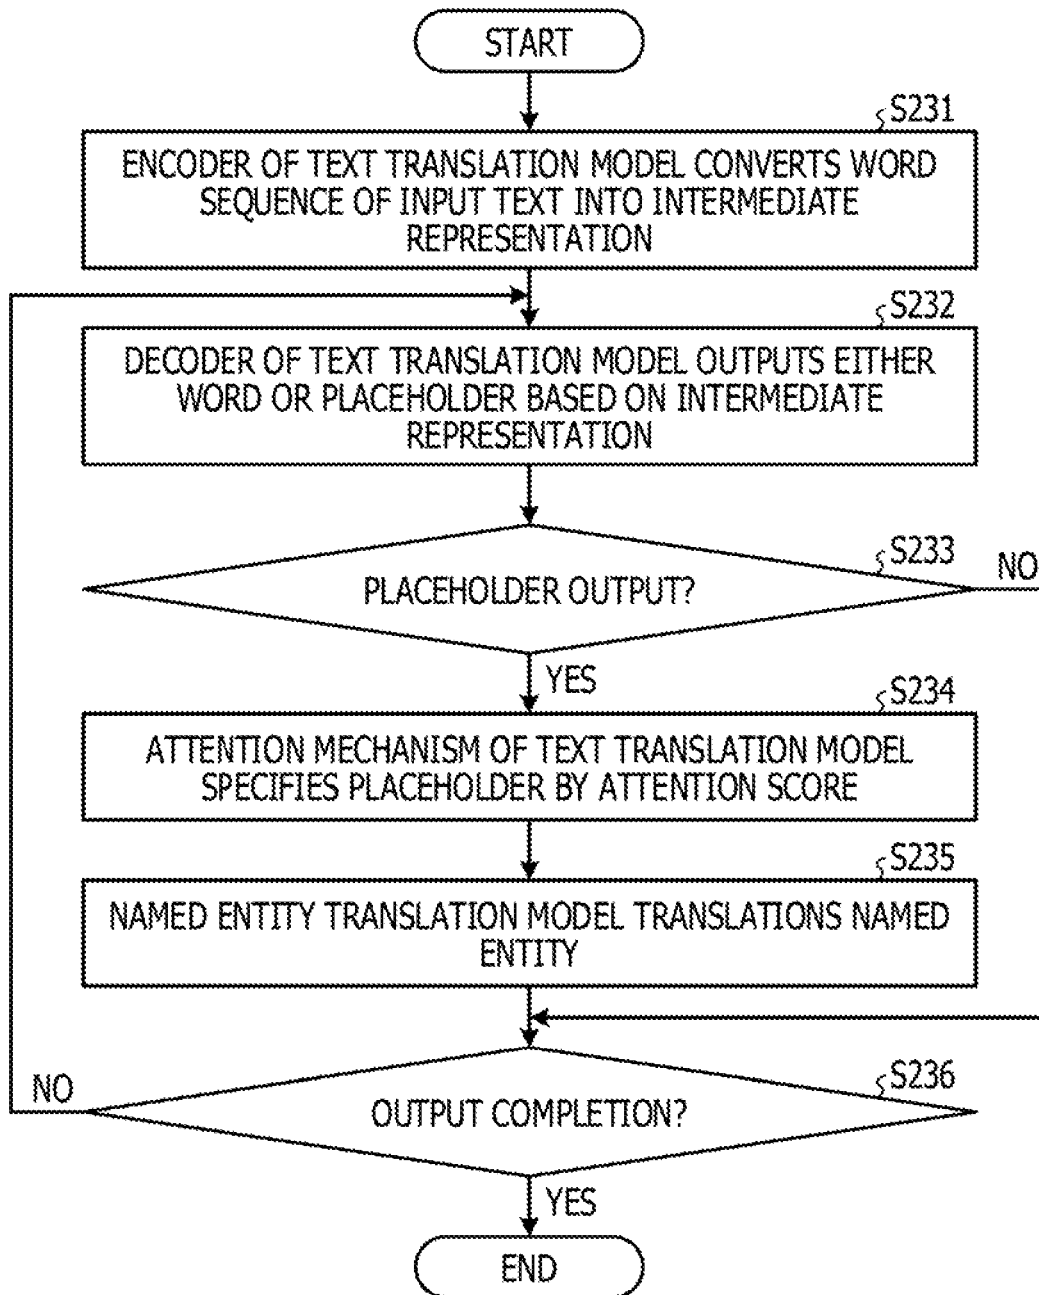 START
S231
ENCODER OF TEXT TRANSLATION MODEL CONVERTS WORD
SEQUENCE OF INPUT TEXT INTO INTERMEDIATE
REPRESENTATION
S232
DECODER OF TEXT TRANSLATION MODEL OUTPUTS EITHER
WORD OR PLACEHOLDER BASED ON INTERMEDIATE
REPRESENTATION
S233
NO
PLACEHOLDER OUTPUT?
YES
S234
ATTENTION MECHANISM OF TEXT TRANSLATION MODEL
SPECIFIES PLACEHOLDER BY ATTENTION SCORE
S235
NAMED ENTITY TRANSLATION MODEL TRANSLATIONS NAMED
ENTITY
S236
NO
OUTPUT COMPLETION?
YES
END